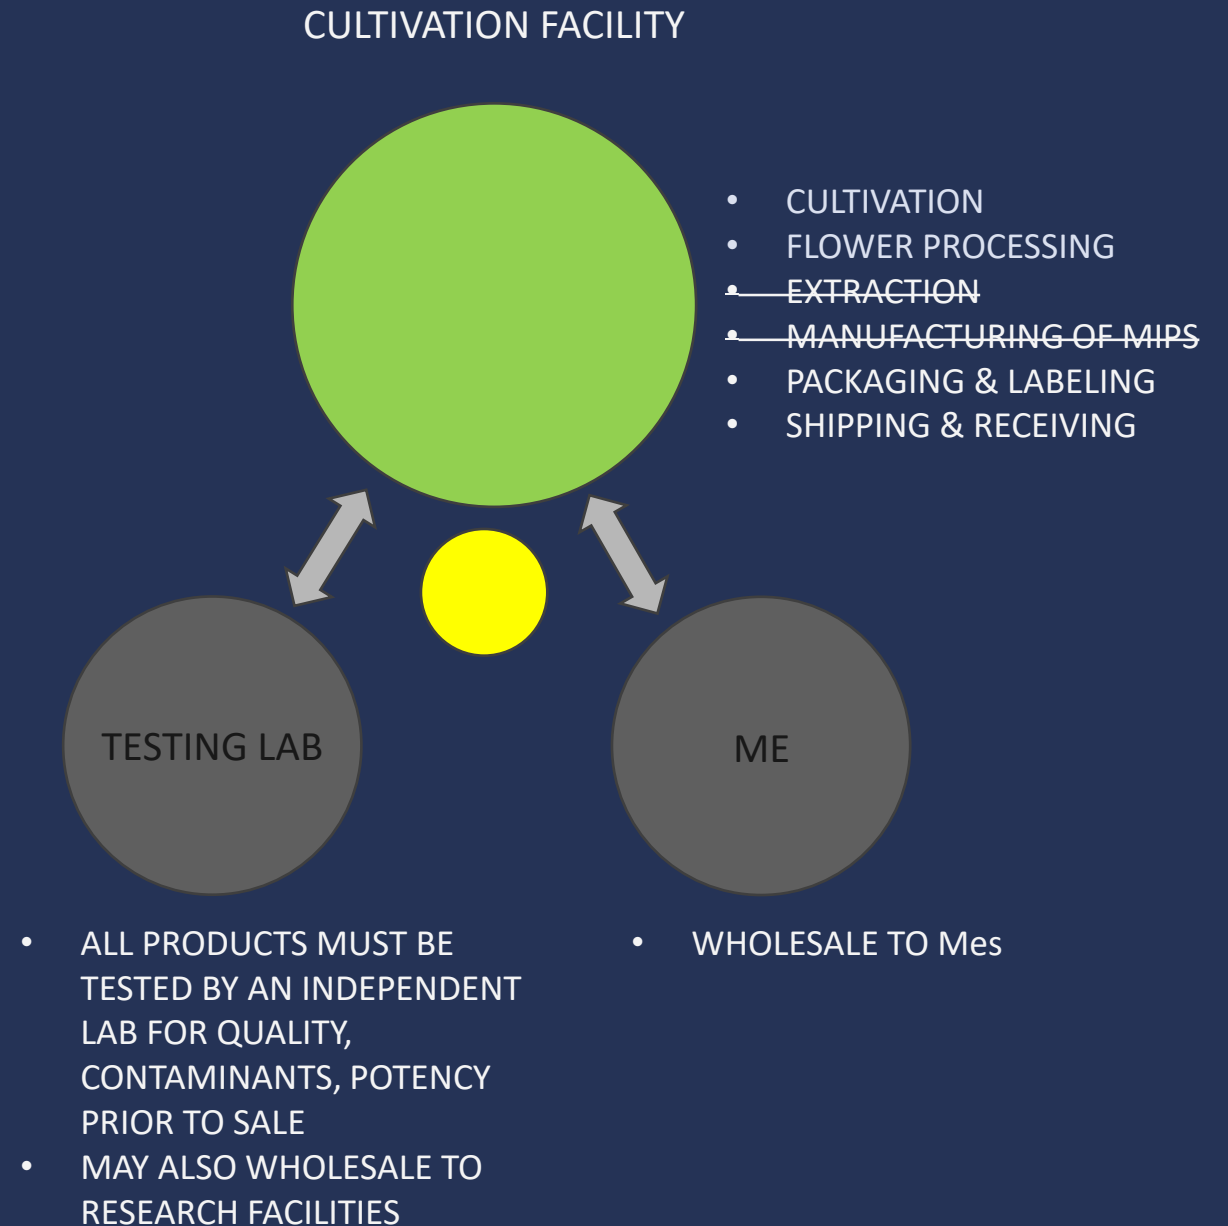 CULTIVATION FACILITY
• CULTIVATION
• FLOWER PROCESSING
• EXTRACTION
• MANUFACTURING OF MIPS
• PACKAGING & LABELING
• SHIPPING & RECEIVING
TESTING LAB
ME
• ALL PRODUCTS MUST BE
TESTED BY AN INDEPENDENT
LAB FOR QUALITY,
CONTAMINANTS, POTENCY
PRIOR TO SALE
• MAY ALSO WHOLESALE TO
RESEARCH FACILITIES
• WHOLESALE TO Mes